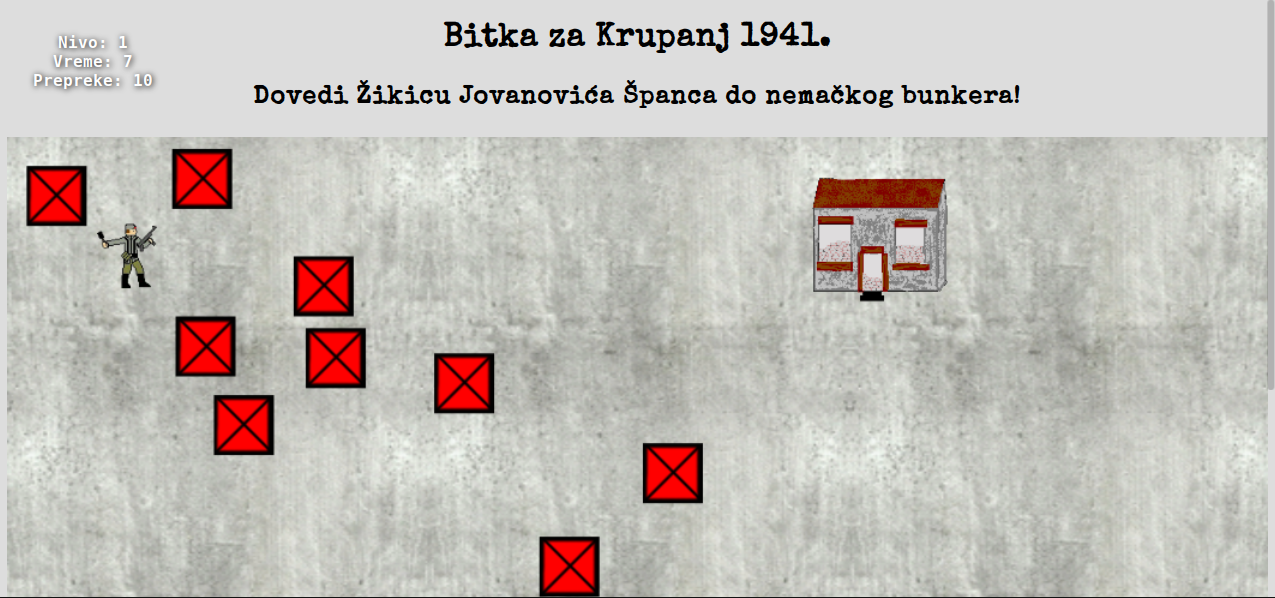 Bitka za Krupanj 1941.
Nivo: 1
Vreme: 7
Prepreke: 10
Dovedi Žikicu Jovanovića Španca do nemačkog bunkera!